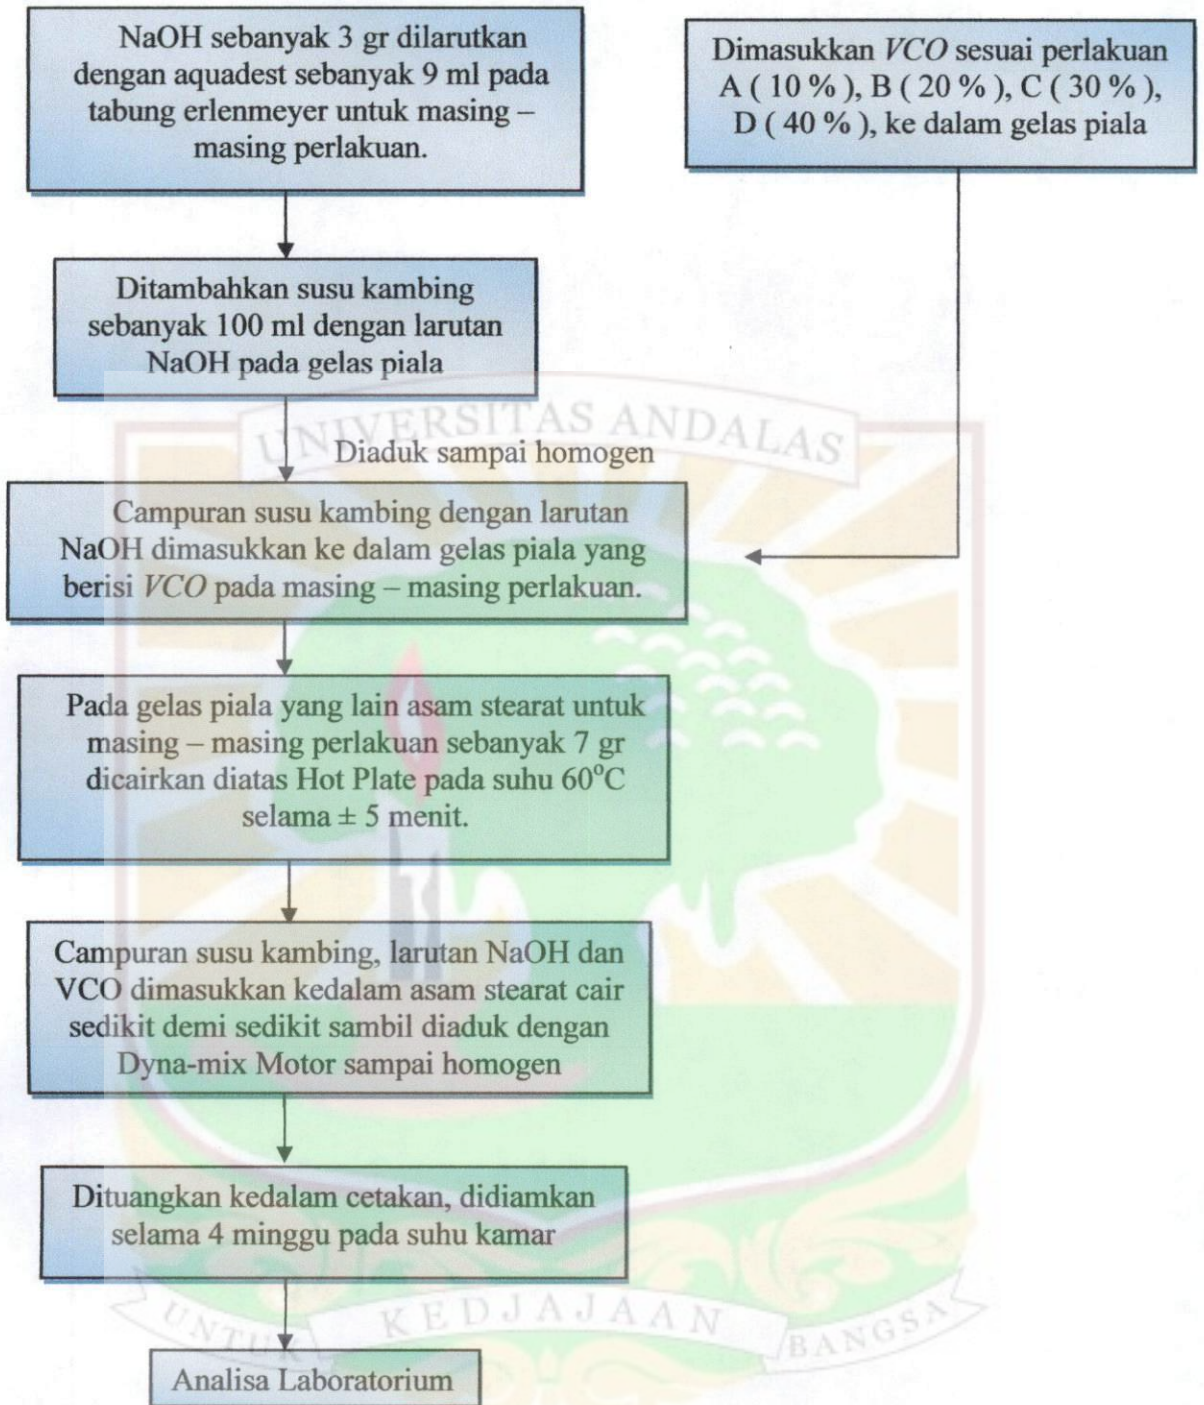 NaOH sebanyak 3 gr dilarutkan
dengan aquadest sebanyak 9 ml pada
tabung erlenmeyer untuk masing –
masing perlakuan.
Dimasukkan VCO sesuai perlakuan
A ( 10 % ), B ( 20 % ), C ( 30 % ),
D ( 40 % ), ke dalam gelas piala
Ditambahkan susu kambing
sebanyak 100 ml dengan larutan
NaOH pada gelas piala
UNIVERSITAS ANDALAS
Diaduk sampai homogen
Campuran susu kambing dengan larutan
NaOH dimasukkan ke dalam gelas piala yang
berisi VCO pada masing – masing perlakuan.
Pada gelas piala yang lain asam stearat untuk
masing – masing perlakuan sebanyak 7 gr
dicairkan diatas Hot Plate pada suhu 60°C
selama ± 5 menit.
Campuran susu kambing, larutan NaOH dan
VCO dimasukkan kedalam asam stearat cair
sedikit demi sedikit sambil diaduk dengan
Dyna-mix Motor sampai homogen
Dituangkan kedalam cetakan, didiamkan
selama 4 minggu pada suhu kamar
UNTUK KEDJAJAAN BANGSA
Analisa Laboratorium